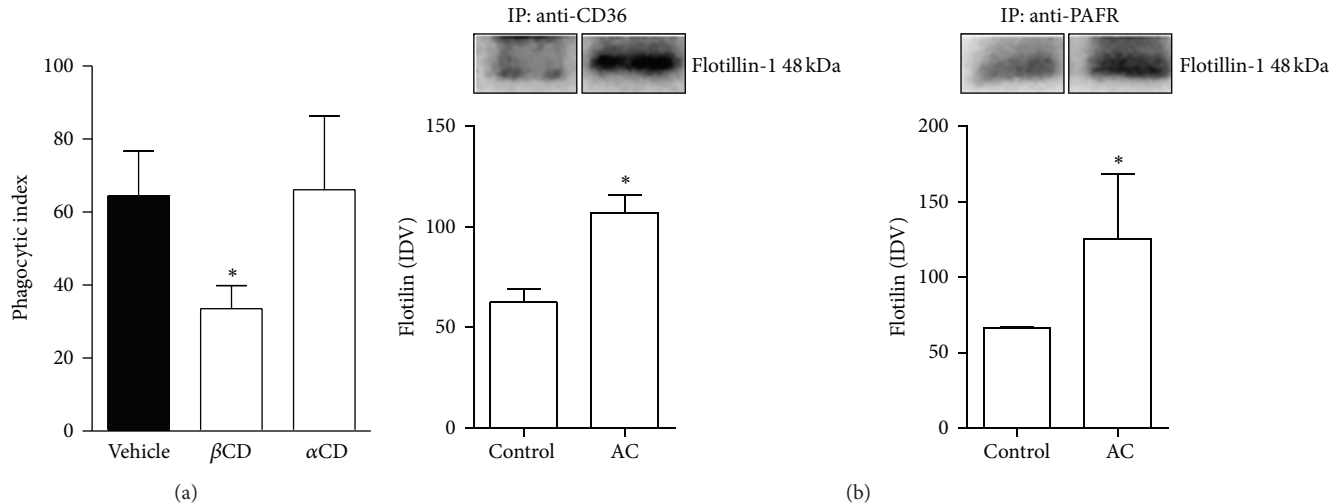 100
80
60
40
20
0
Phagocytic index
*
Vehicle
βCD
αCD
(a)
IP: anti-CD36
Flotillin-1 48 kDa
150
100
50
0
Flotilin (IDV)
*
Control
AC
IP: anti-PAFR
Flotillin-1 48 kDa
200
150
100
50
0
Flotilin (IDV)
*
Control
AC
(b)